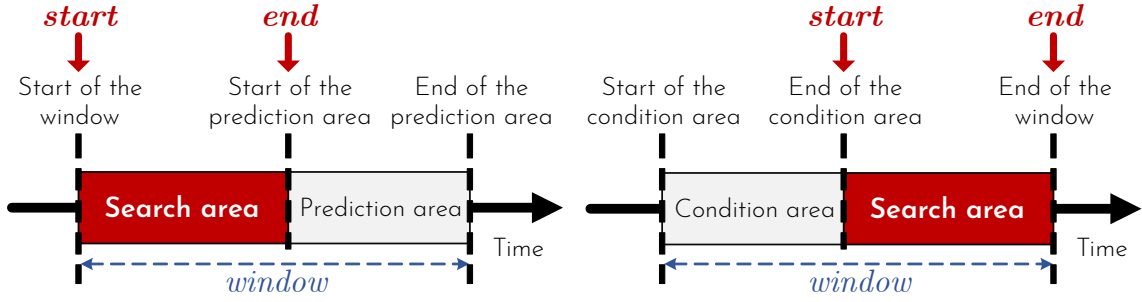 start
end
Start of the
window
Start of the
prediction area
End of the
prediction area
Search area
Prediction area
Time
window
start
end
Start of the
condition area
End of the
condition area
End of the
window
Condition area
Search area
Time
window